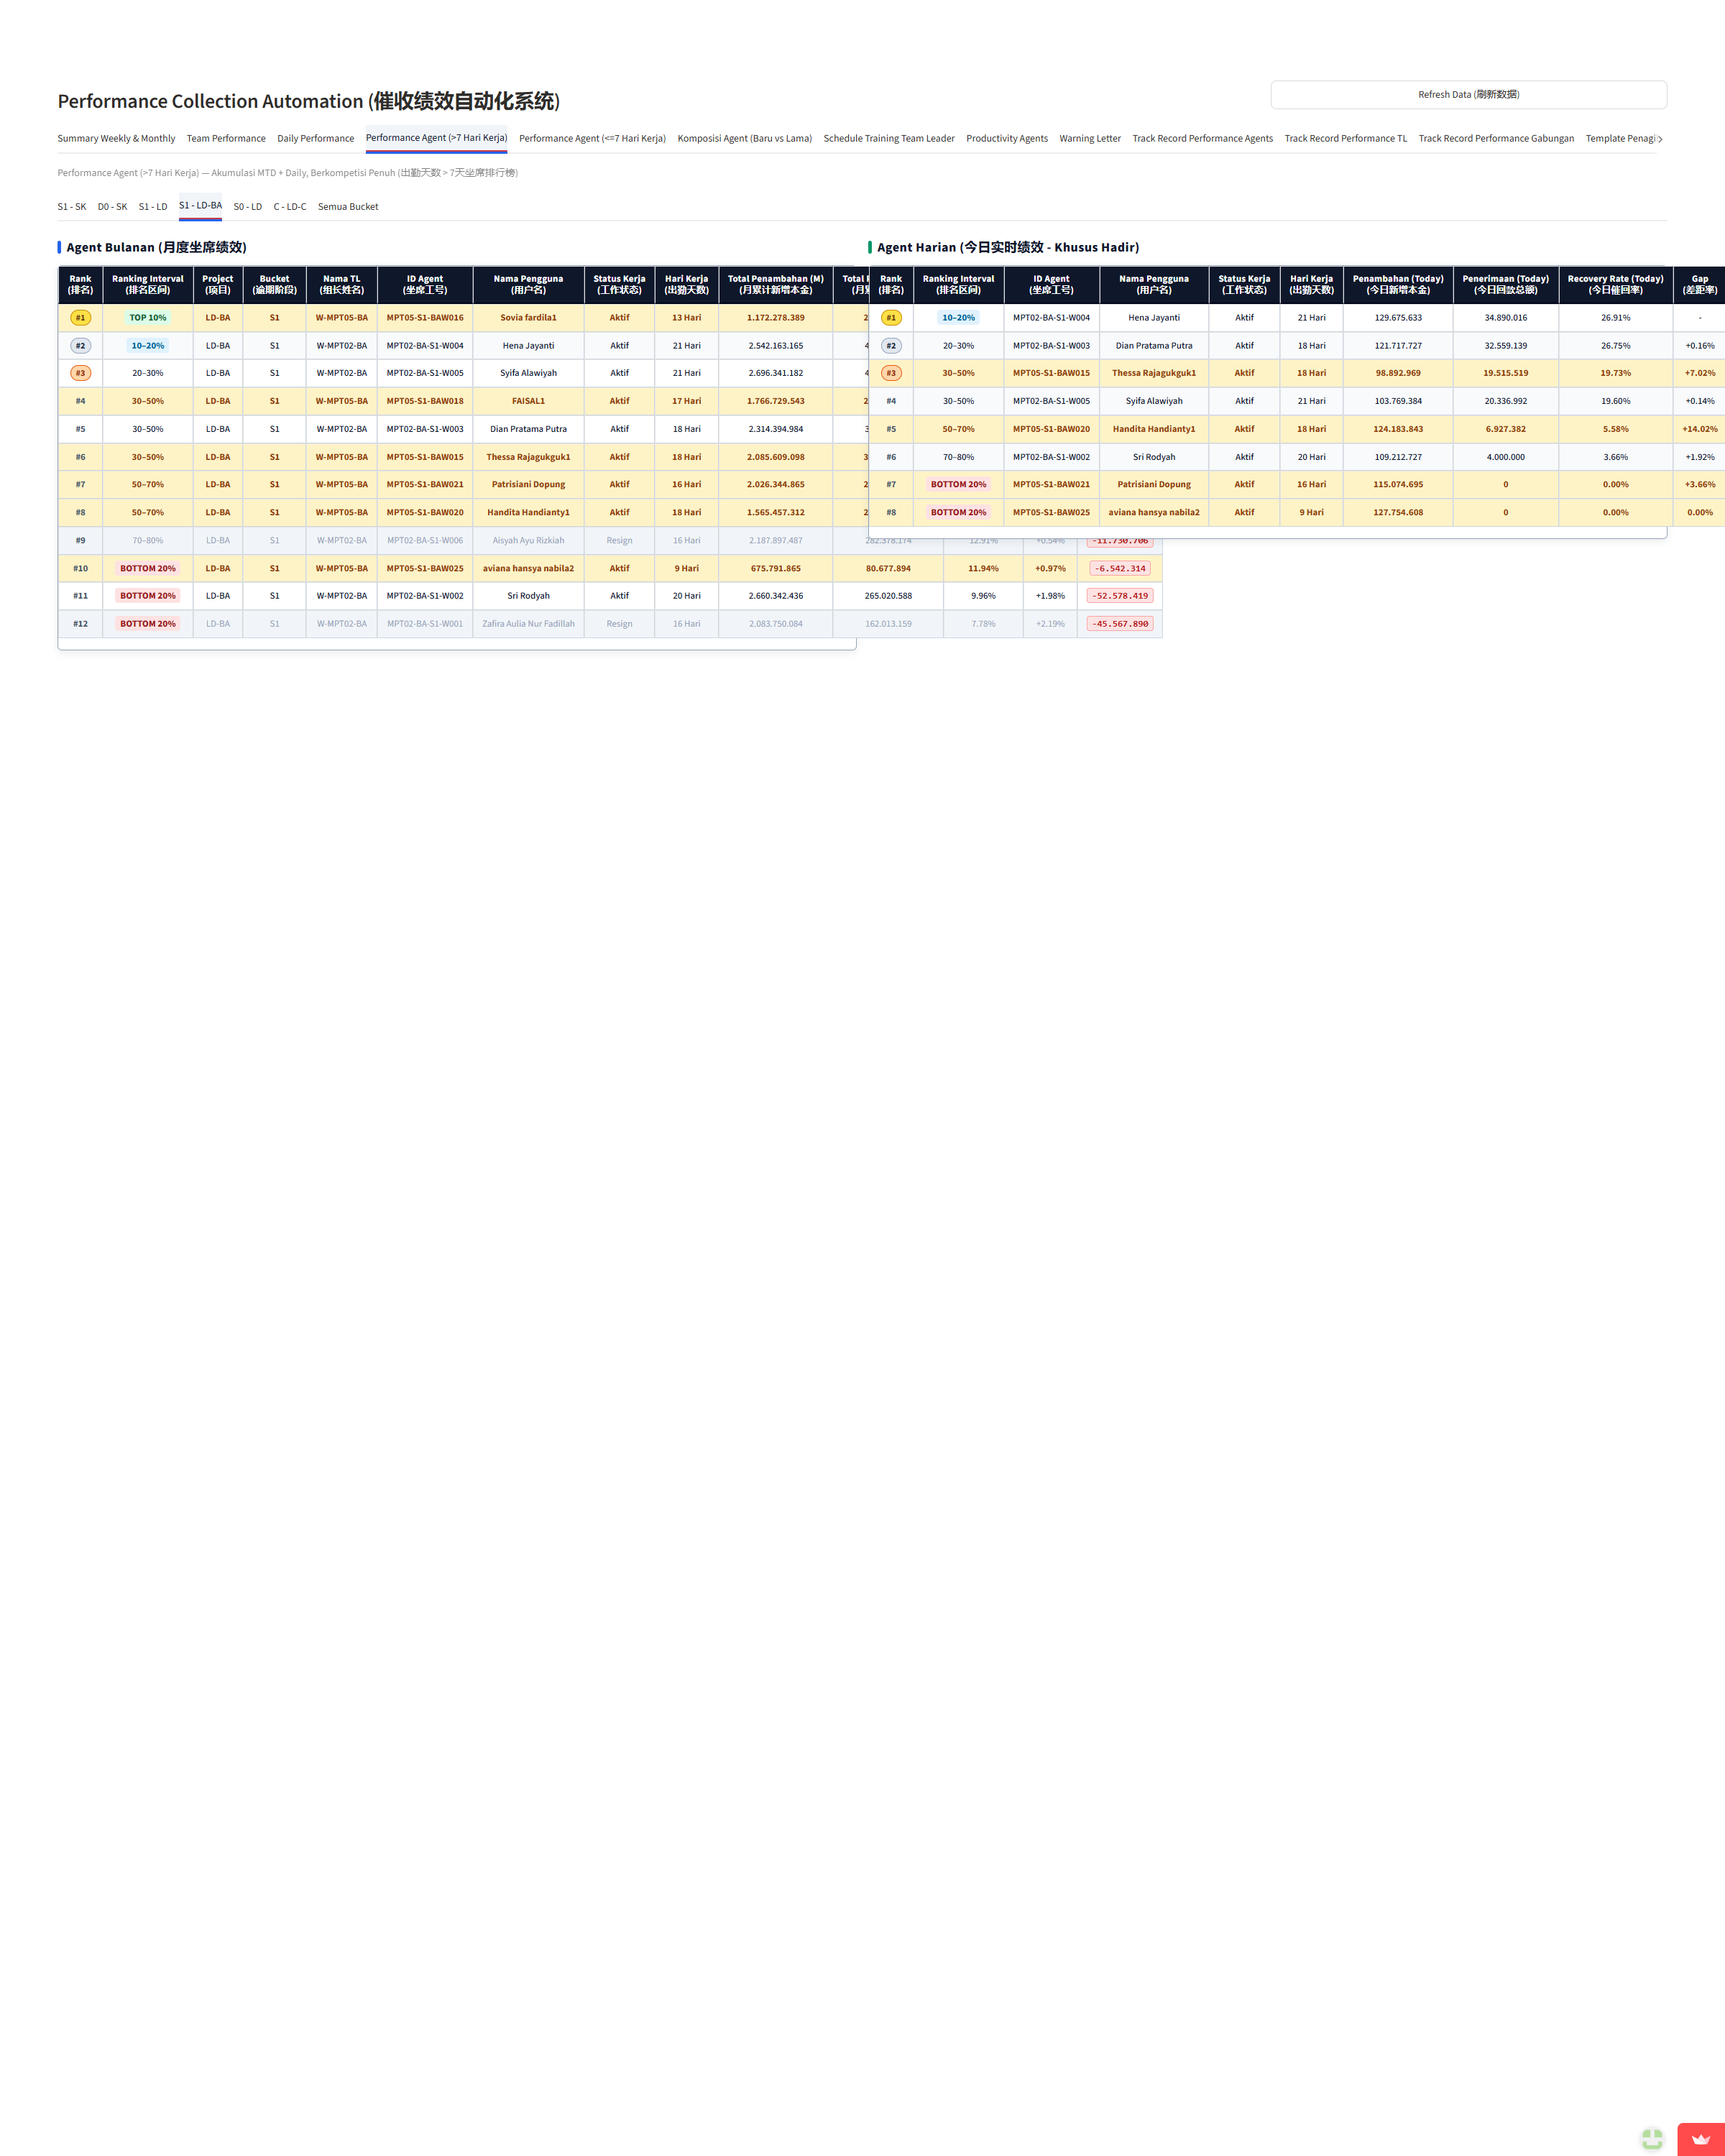 Performance Collection Automation (催收绩效自动化系统)
Refresh Data (刷新数据)
Summary Weekly & Monthly Team Performance Daily Performance Performance Agent (>7 Hari Kerja) Performance Agent (<=7 Hari Kerja) Komposisi Agent (Baru vs Lama) Schedule Training Team Leader Productivity Agents Warning Letter Track Record Performance Agents Track Record Performance TL Track Record Performance Gabungan Template Penagi
Performance Agent (>7 Hari Kerja) — Akumulasi MTD + Daily, Berkompetisi Penuh (出勤天数 > 7天坐席排行榜)
S1 - SK D0 - SK S1 - LD S1 - LD-BA S0 - LD C - LD-C Semua Bucket
Agent Bulanan (月度坐席绩效)
Rank Ranking Interval Project Bucket Nama TL ID Agent Nama Pengguna Status Kerja Hari Kerja Total Penambahan (M) Total
(排名) (排名区间) (项目) (逾期阶段) (组长姓名) (坐席工号) (用户名) (工作状态) (出勤天数) (月累计新增本金) (月
#1 TOP 10% LD-BA S1 W-MPT05-BA MPT05-S1-BAW016 Sovia fardila1 Aktif 13 Hari 1.172.278.389 2
#2 10–20% LD-BA S1 W-MPT02-BA MPT02-BA-S1-W004 Hena Jayanti Aktif 21 Hari 2.542.163.165 4
#3 20–30% LD-BA S1 W-MPT02-BA MPT02-BA-S1-W005 Syifa Alawiyah Aktif 21 Hari 2.696.341.182 4
#4 30–50% LD-BA S1 W-MPT05-BA MPT05-S1-BAW018 FAISAL1 Aktif 17 Hari 1.766.729.543 2
#5 30–50% LD-BA S1 W-MPT02-BA MPT02-BA-S1-W003 Dian Pratama Putra Aktif 18 Hari 2.314.394.984 3
#6 30–50% LD-BA S1 W-MPT05-BA MPT05-S1-BAW015 Thessa Rajagukguk1 Aktif 18 Hari 2.085.609.098 3
#7 50–70% LD-BA S1 W-MPT05-BA MPT05-S1-BAW021 Patrisiani Dopung Aktif 16 Hari 2.026.344.865 2
#8 50–70% LD-BA S1 W-MPT05-BA MPT05-S1-BAW020 Handita Handianty1 Aktif 18 Hari 1.565.457.312 2
#9 70–80% LD-BA S1 W-MPT02-BA MPT02-BA-S1-W006 Aisyah Ayu Rizkiah Resign 16 Hari 2.187.897.487 282.378.174 12.91% +0.54% -11.730.706
#10 BOTTOM 20% LD-BA S1 W-MPT05-BA MPT05-S1-BAW025 aviana hansya nabila2 Aktif 9 Hari 675.791.865 80.677.894 11.94% +0.97% -6.542.314
#11 BOTTOM 20% LD-BA S1 W-MPT02-BA MPT02-BA-S1-W002 Sri Rodyah Aktif 20 Hari 2.660.342.436 265.020.588 9.96% +1.98% -52.578.419
#12 BOTTOM 20% LD-BA S1 W-MPT02-BA MPT02-BA-S1-W001 Zafira Aulia Nur Fadillah Resign 16 Hari 2.083.750.084 162.013.159 7.78% +2.19% -45.567.890
Agent Harian (今日实时绩效 - Khusus Hadir)
Rank Ranking Interval ID Agent Nama Pengguna Status Kerja Hari Kerja Penambahan (Today) Penerimaan (Today) Recovery Rate (Today) Gap
(排名) (排名区间) (坐席工号) (用户名) (工作状态) (出勤天数) (今日新增本金) (今日回款总额) (今日催回率) (差距率)
#1 10–20% MPT02-BA-S1-W004 Hena Jayanti Aktif 21 Hari 129.675.633 34.890.016 26.91% -
#2 20–30% MPT02-BA-S1-W003 Dian Pratama Putra Aktif 18 Hari 121.717.727 32.559.139 26.75% +0.16%
#3 30–50% MPT05-S1-BAW015 Thessa Rajagukguk1 Aktif 18 Hari 98.892.969 19.515.519 19.73% +7.02%
#4 30–50% MPT02-BA-S1-W005 Syifa Alawiyah Aktif 21 Hari 103.769.384 20.336.992 19.60% +0.14%
#5 50–70% MPT05-S1-BAW020 Handita Handianty1 Aktif 18 Hari 124.183.843 6.927.382 5.58% +14.02%
#6 70–80% MPT02-BA-S1-W002 Sri Rodyah Aktif 20 Hari 109.212.727 4.000.000 3.66% +1.92%
#7 BOTTOM 20% MPT05-S1-BAW021 Patrisiani Dopung Aktif 16 Hari 115.074.695 0 0.00% +3.66%
#8 BOTTOM 20% MPT05-S1-BAW025 aviana hansya nabila2 Aktif 9 Hari 127.754.608 0 0.00% 0.00%